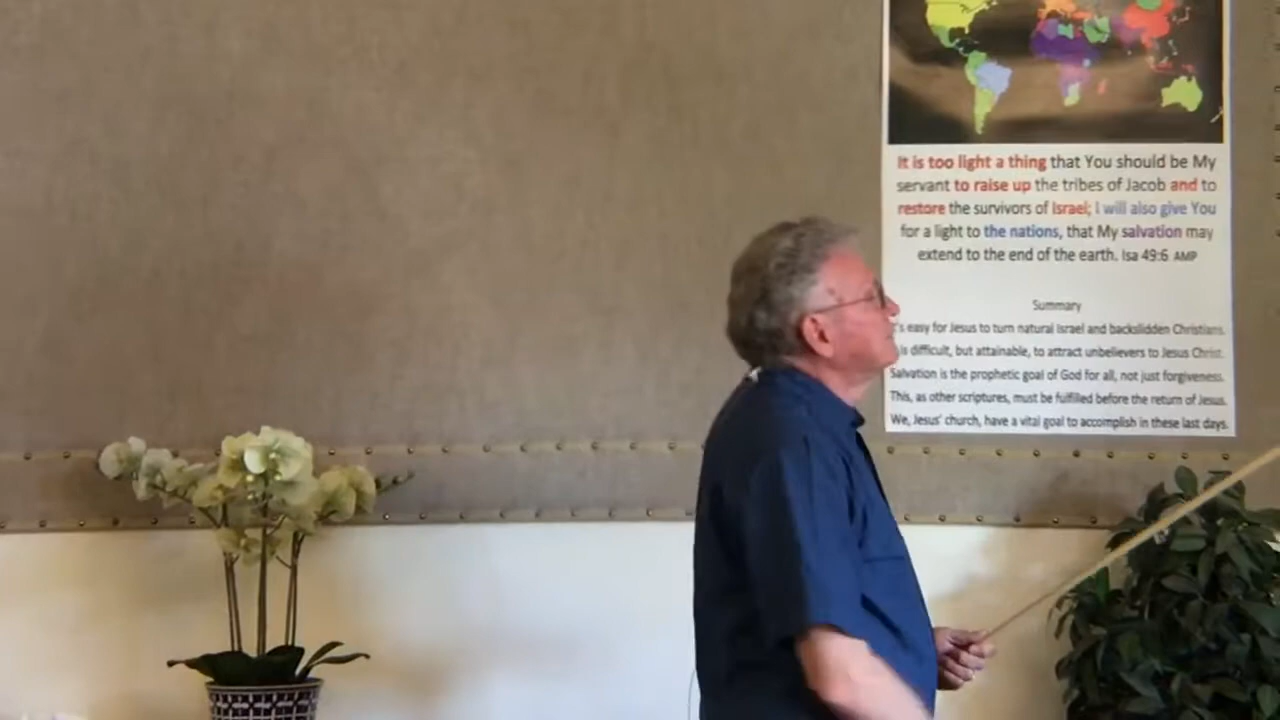 It is too light a thing that You should be My
servant to raise up the tribes of Jacob and to
restore the survivors of Israel; I will also give You
for a light to the nations, that My salvation may
extend to the end of the earth. Isa 49:6 AMP
Summary
's easy for Jesus to turn natural Israel and backslidden Christians.
is difficult, but attainable, to attract unbelievers to Jesus Christ.
Salvation is the prophetic goal of God for all, not just forgiveness.
This, as other scriptures, must be fulfilled before the return of Jesus.
We, Jesus' church, have a vital goal to accomplish in these last days.